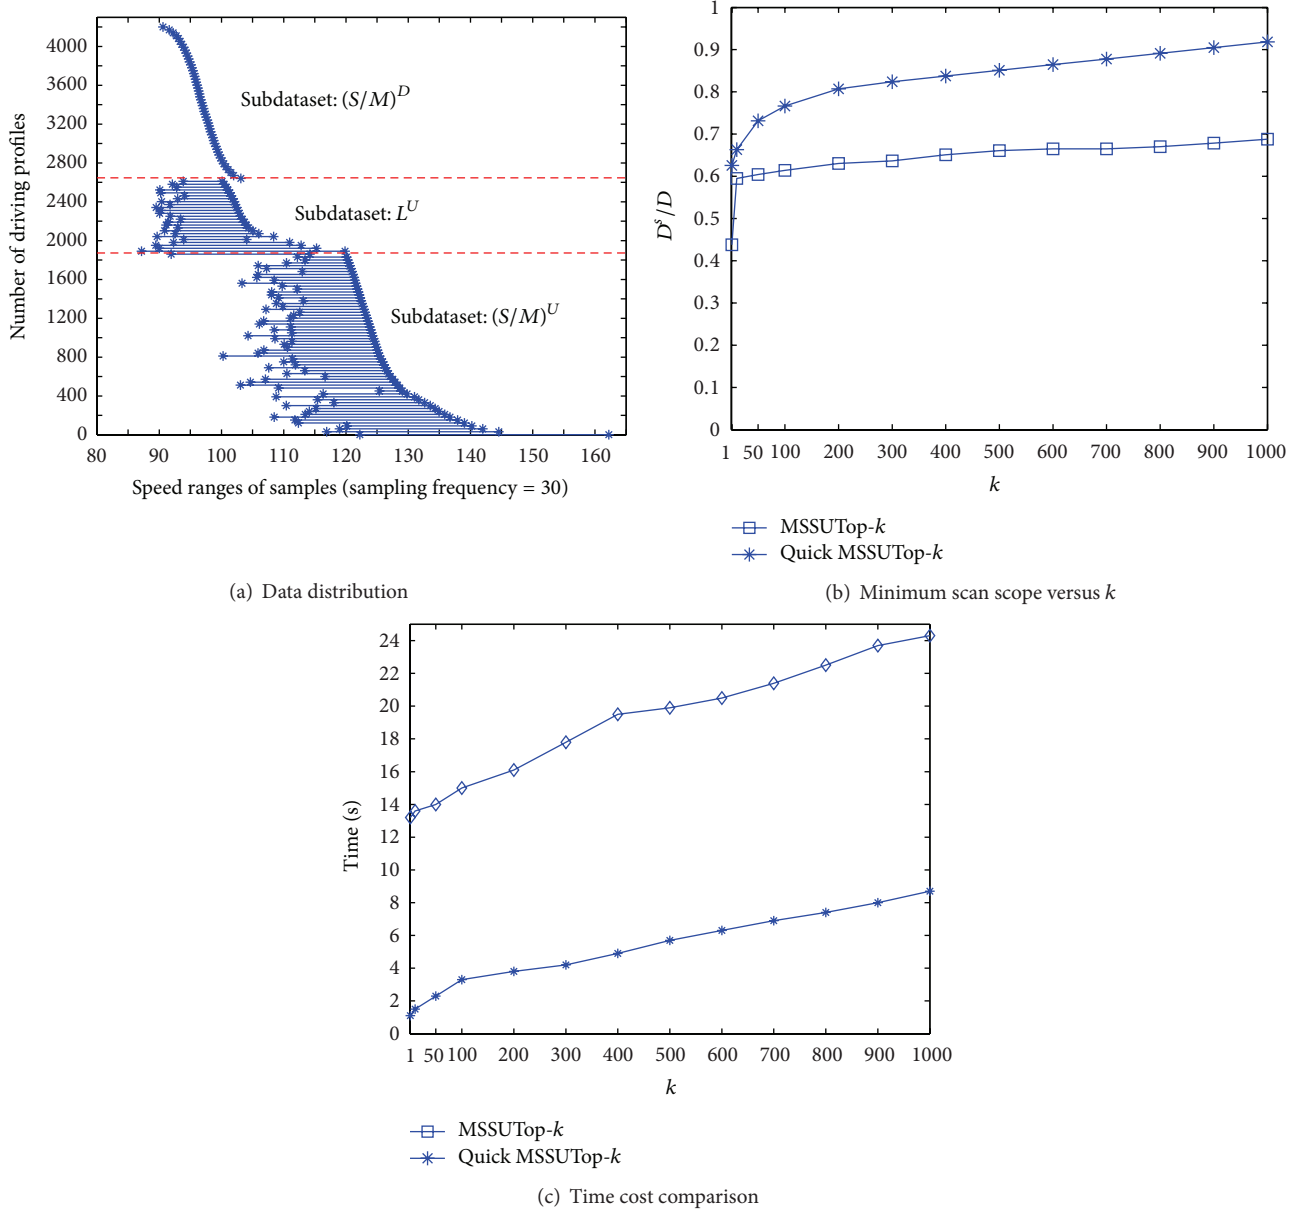 4000
3600
3200
2800
2400
2000
1600
1200
800
400
0
80 90 100 110 120 130 140 150 160
Number of driving profiles
Speed ranges of samples (sampling frequency = 30)
Subdataset: (S/M)^D
Subdataset: L^U
Subdataset: (S/M)^U
(a) Data distribution
1
0.9
0.8
0.7
0.6
0.5
0.4
0.3
0.2
0.1
0
1 50 100 200 300 400 500 600 700 800 900 1000
D^s/D
k
MSSUTop-k
Quick MSSUTop-k
(b) Minimum scan scope versus k
24
22
20
18
16
14
12
10
8
6
4
2
0
1 50 100 200 300 400 500 600 700 800 900 1000
Time (s)
k
MSSUTop-k
Quick MSSUTop-k
(c) Time cost comparison